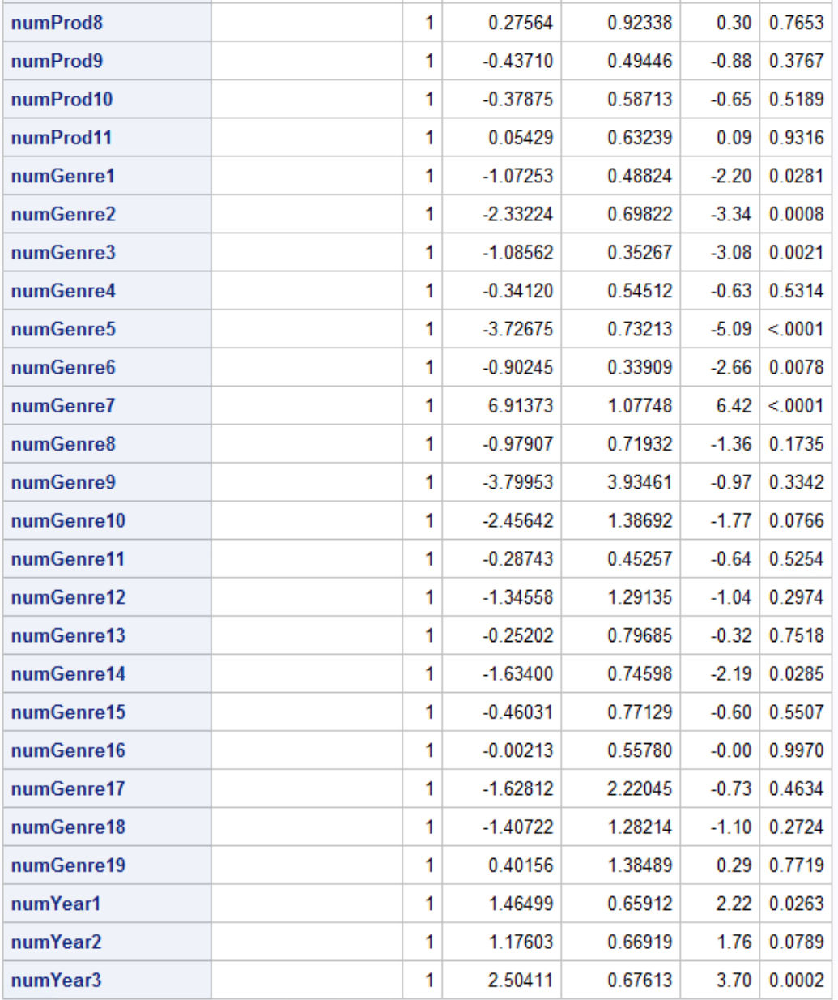 numProd8 1 0.27564 0.92338 0.30 0.7653
numProd9 1 -0.43710 0.49446 -0.88 0.3767
numProd10 1 -0.37875 0.58713 -0.65 0.5189
numProd11 1 0.05429 0.63239 0.09 0.9316
numGenre1 1 -1.07253 0.48824 -2.20 0.0281
numGenre2 1 -2.33224 0.69822 -3.34 0.0008
numGenre3 1 -1.08562 0.35267 -3.08 0.0021
numGenre4 1 -0.34120 0.54512 -0.63 0.5314
numGenre5 1 -3.72675 0.73213 -5.09 <.0001
numGenre6 1 -0.90245 0.33909 -2.66 0.0078
numGenre7 1 6.91373 1.07748 6.42 <.0001
numGenre8 1 -0.97907 0.71932 -1.36 0.1735
numGenre9 1 -3.79953 3.93461 -0.97 0.3342
numGenre10 1 -2.45642 1.38692 -1.77 0.0766
numGenre11 1 -0.28743 0.45257 -0.64 0.5254
numGenre12 1 -1.34558 1.29135 -1.04 0.2974
numGenre13 1 -0.25202 0.79685 -0.32 0.7518
numGenre14 1 -1.63400 0.74598 -2.19 0.0285
numGenre15 1 -0.46031 0.77129 -0.60 0.5507
numGenre16 1 -0.00213 0.55780 -0.00 0.9970
numGenre17 1 -1.62812 2.22045 -0.73 0.4634
numGenre18 1 -1.40722 1.28214 -1.10 0.2724
numGenre19 1 0.40156 1.38489 0.29 0.7719
numYear1 1 1.46499 0.65912 2.22 0.0263
numYear2 1 1.17603 0.66919 1.76 0.0789
numYear3 1 2.50411 0.67613 3.70 0.0002